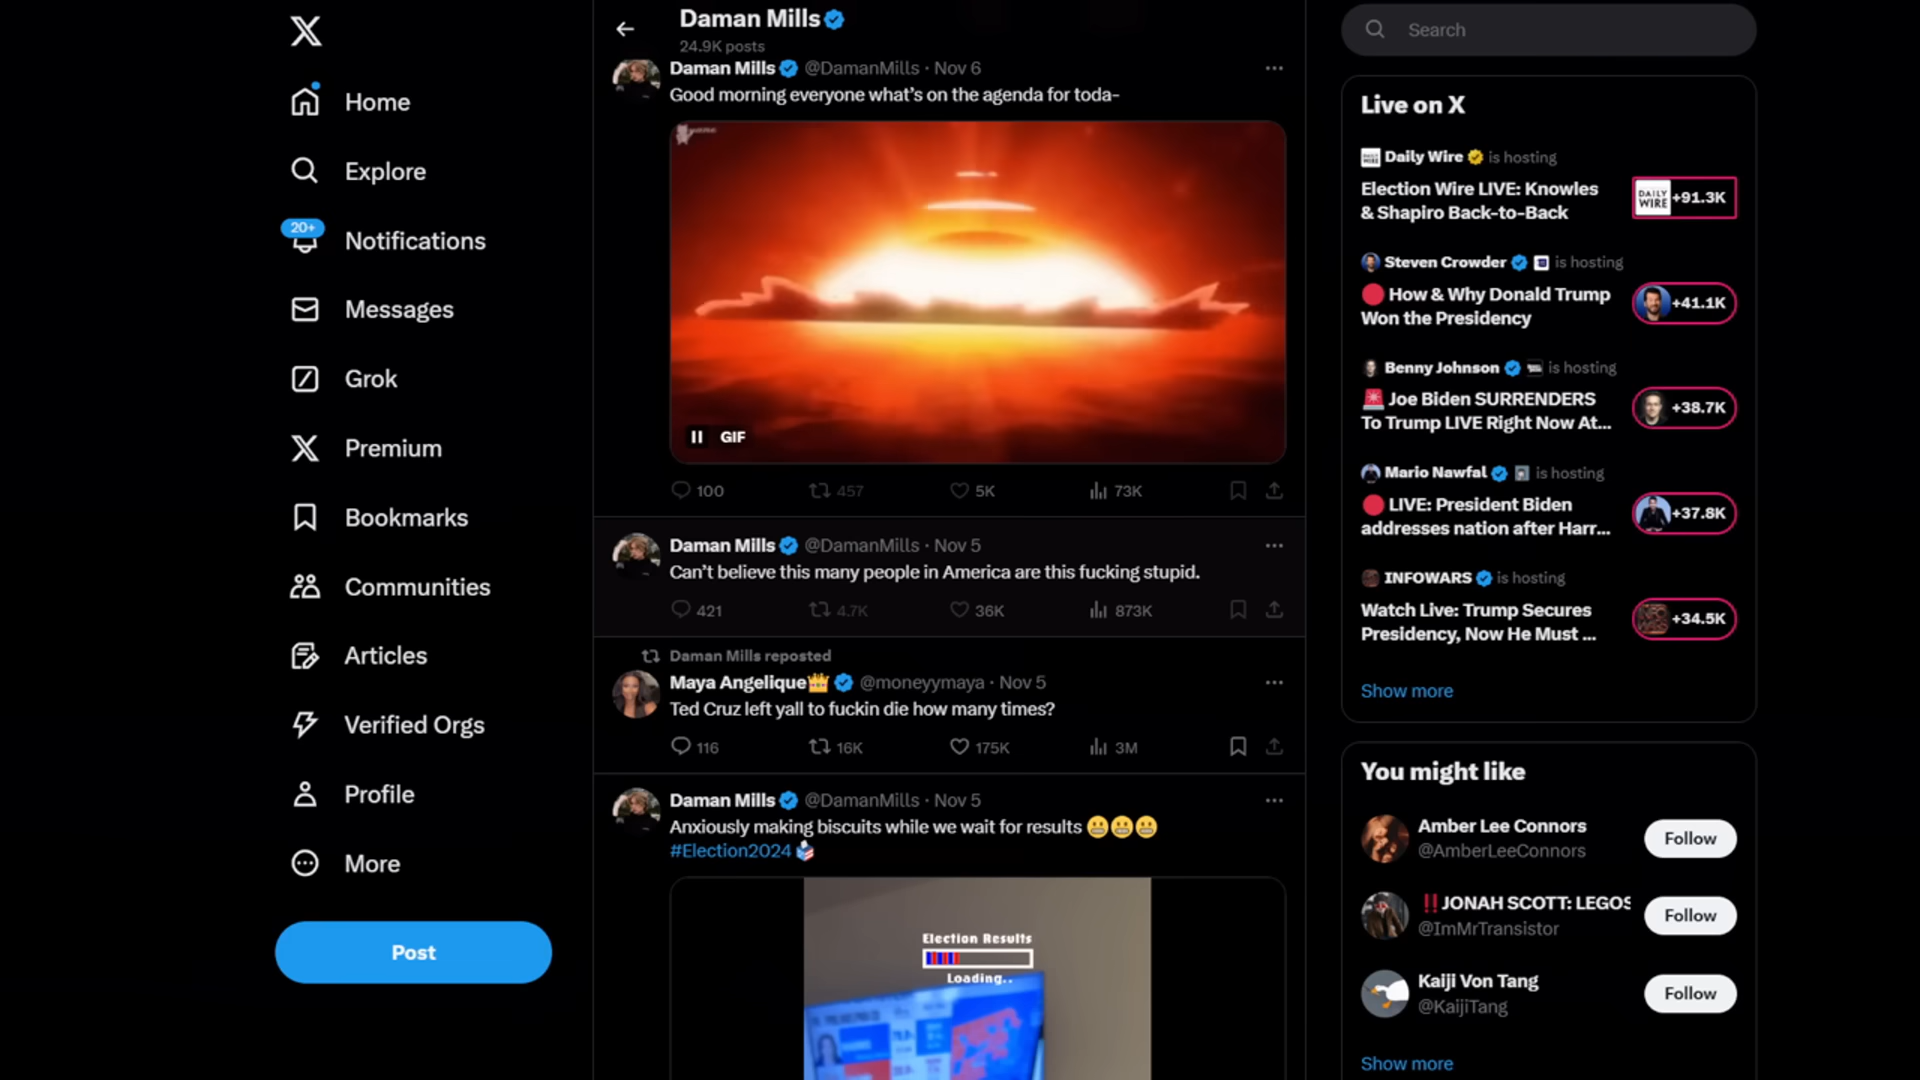 Home
Explore
20+
Notifications
Messages
Grok
Premium
Bookmarks
Communities
Articles
Verified Orgs
Profile
More
Post
Daman Mills
24.9K posts
Daman Mills @DamanMills · Nov 6
Good morning everyone what's on the agenda for toda-
GIF
100 457 5K 73K
Daman Mills @DamanMills · Nov 5
Can't believe this many people in America are this fucking stupid.
421 4.7K 36K 873K
Daman Mills reposted
Maya Angelique👑 @moneyymaya · Nov 5
Ted Cruz left yall to fuckin die how many times?
116 16K 175K 3M
Daman Mills @DamanMills · Nov 5
Anxiously making biscuits while we wait for results 😬😬😬
#Election2024 🗳️
Election Results
Loading..
Search
Live on X
Daily Wire is hosting
Election Wire LIVE: Knowles
& Shapiro Back-to-Back
DAILY
WIRE
+91.3K
Steven Crowder is hosting
🔴 How & Why Donald Trump
Won the Presidency
+41.1K
Benny Johnson is hosting
🚨 Joe Biden SURRENDERS
To Trump LIVE Right Now At...
+38.7K
Mario Nawfal is hosting
🔴 LIVE: President Biden
addresses nation after Harr...
+37.8K
INFOWARS is hosting
Watch Live: Trump Secures
Presidency, Now He Must ...
+34.5K
Show more
You might like
Amber Lee Connors
@AmberLeeConnors
Follow
‼️JONAH SCOTT: LEGOS
@ImMrTransistor
Follow
Kaiji Von Tang
@KaijiTang
Follow
Show more